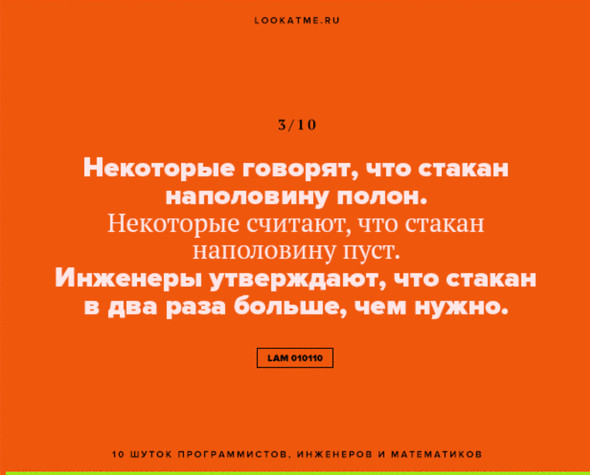 LOOKATME.RU
3/10
Некоторые говорят, что стакан
наполовину полон.
Некоторые считают, что стакан
наполовину пуст.
Инженеры утверждают, что стакан
в два раза больше, чем нужно.
LAM 010110
10 ШУТОК ПРОГРАММИСТОВ, ИНЖЕНЕРОВ И МАТЕМАТИКОВ